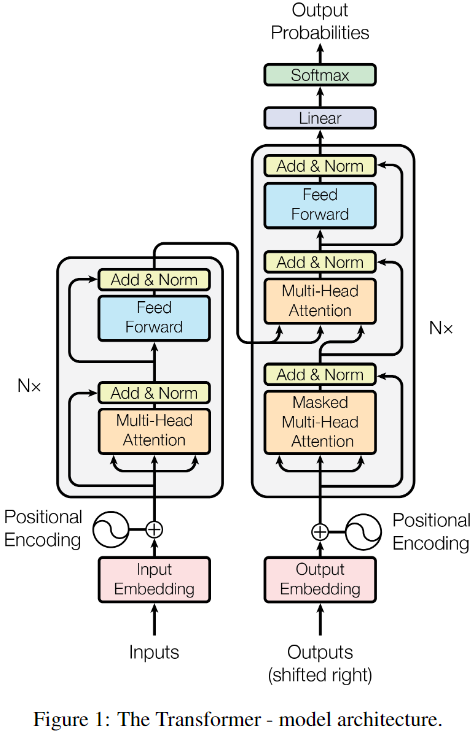 Output
Probabilities
Softmax
Linear
Add & Norm
Feed
Forward
Add & Norm
Multi-Head
Attention
Add & Norm
Masked
Multi-Head
Attention
N×
Positional
Encoding
Output
Embedding
Outputs
(shifted right)
Add & Norm
Feed
Forward
Add & Norm
Multi-Head
Attention
N×
Positional
Encoding
Input
Embedding
Inputs
Figure 1: The Transformer - model architecture.